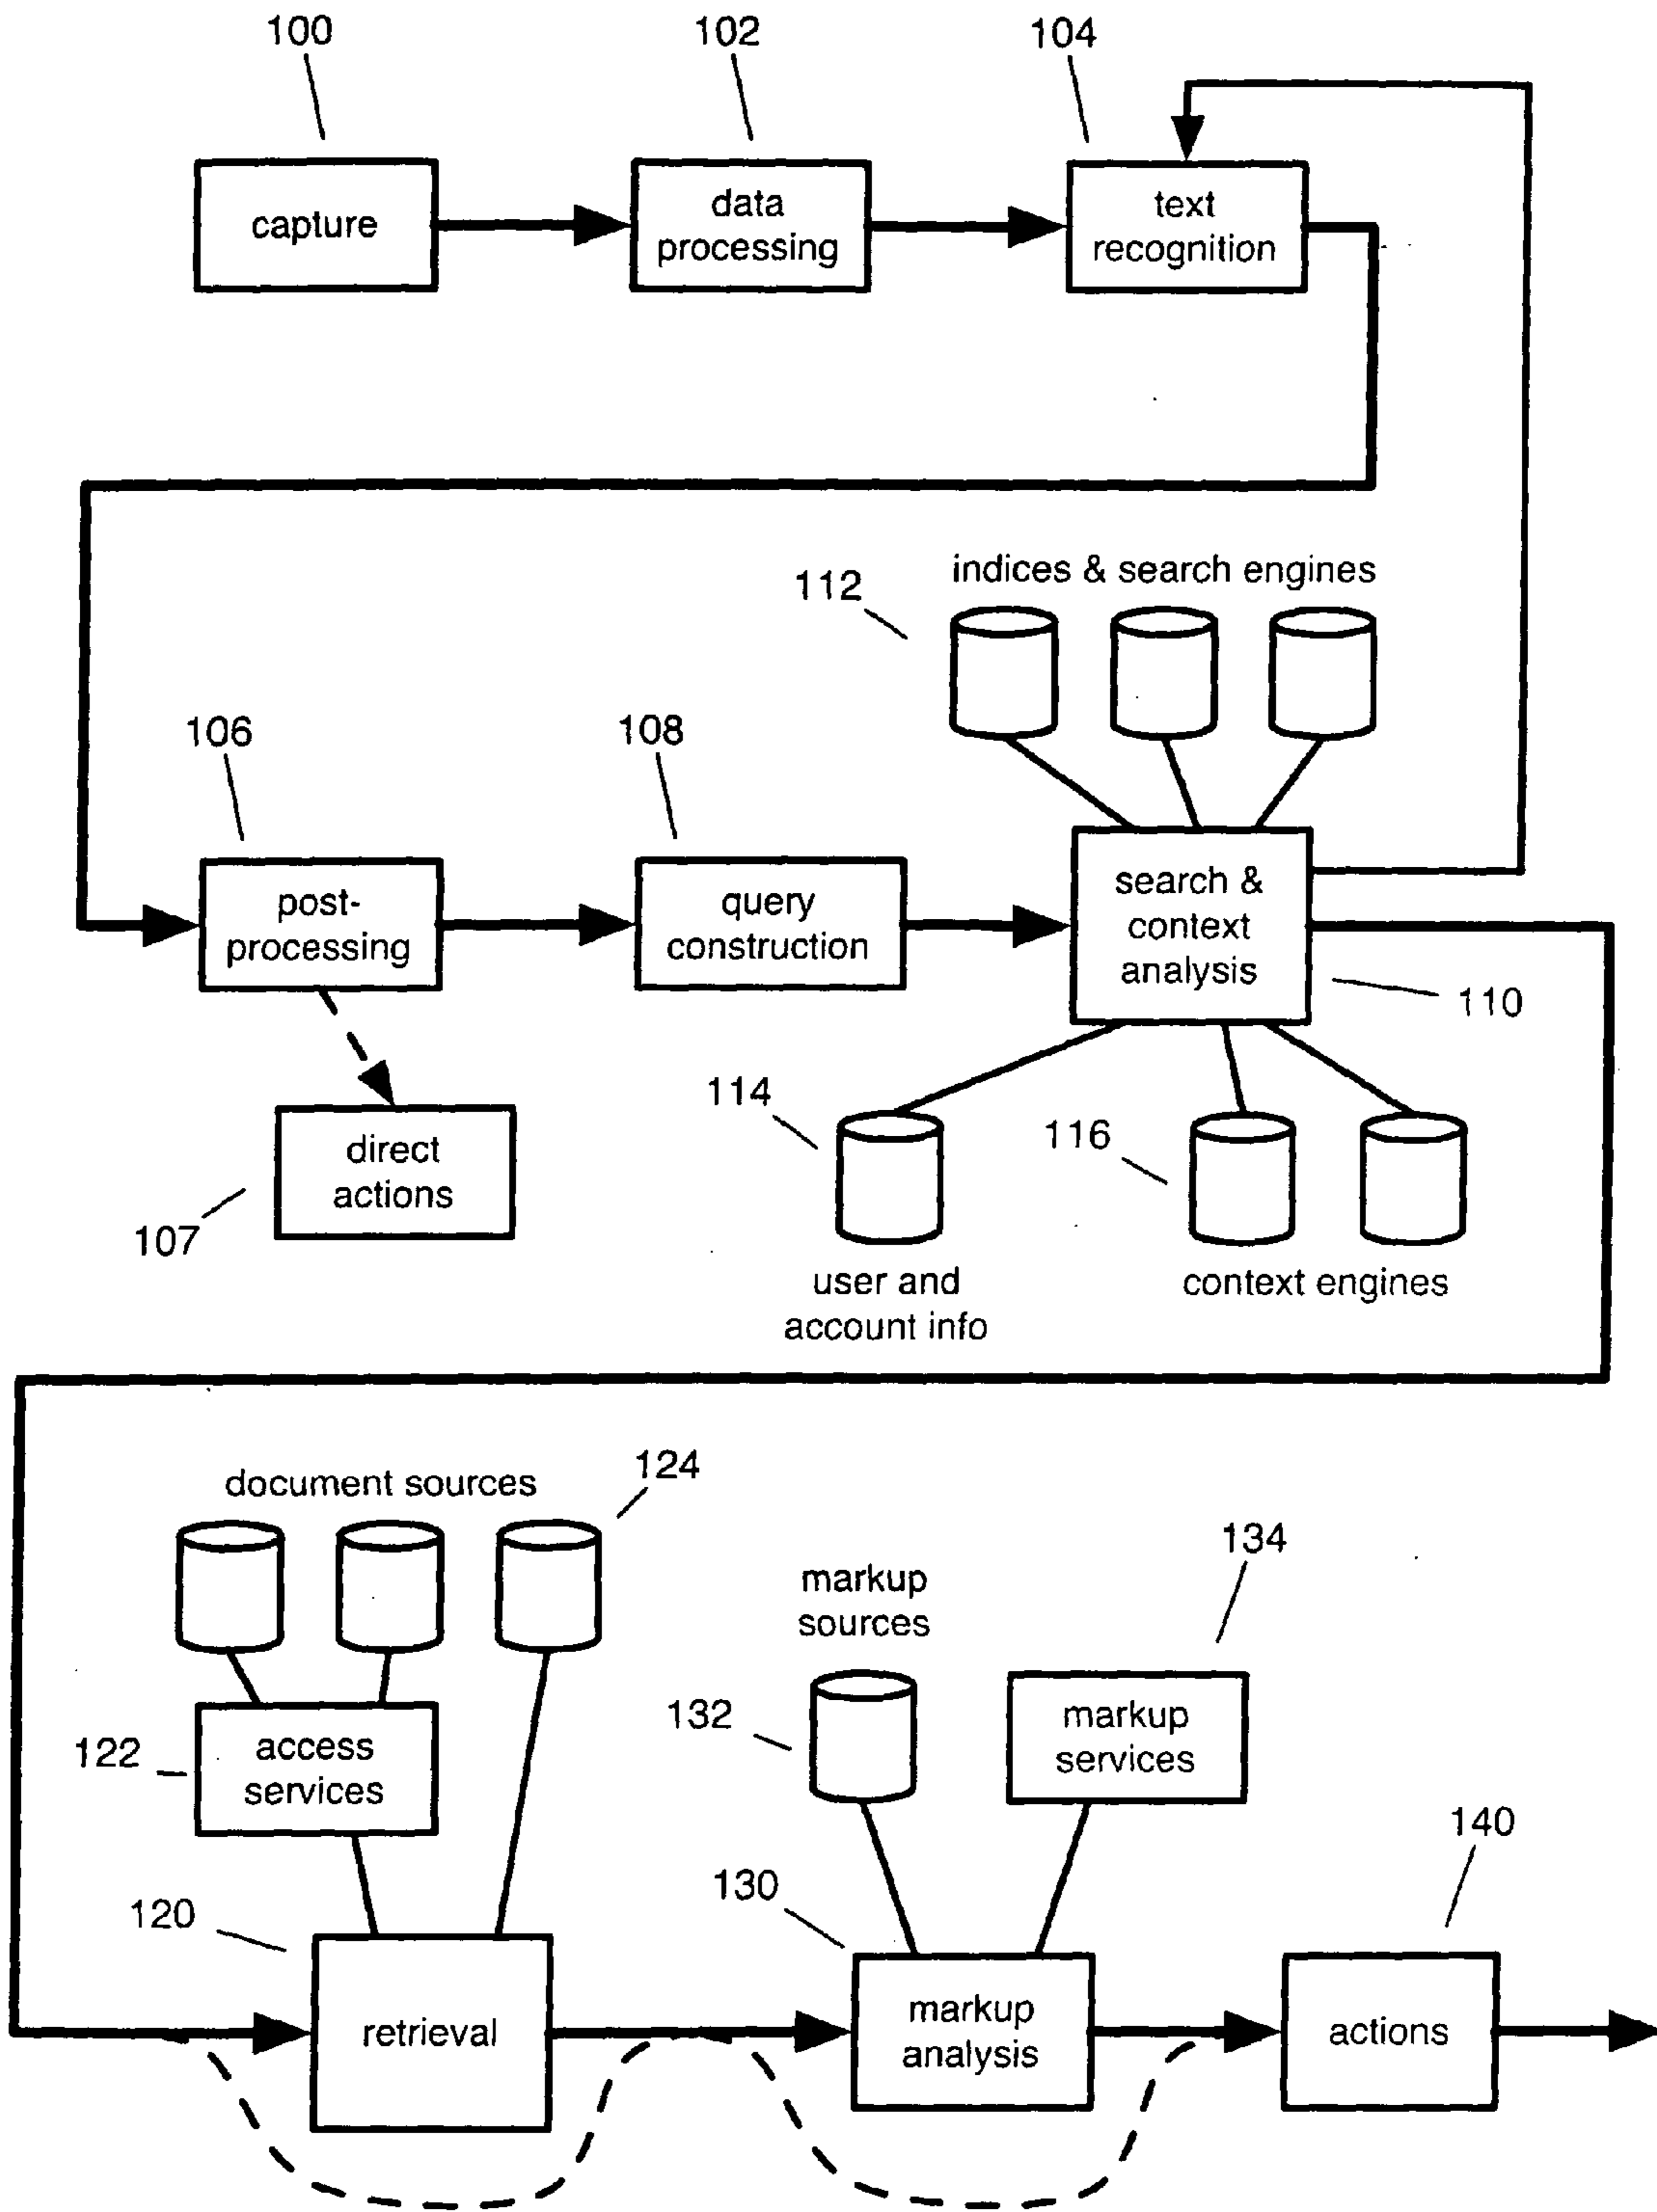 100
102
104
capture
data
processing
text
recognition
indices & search engines
112
106
108
post-
processing
query
construction
search &
context
analysis
110
direct
actions
107
114
116
user and
account info
context engines
document sources
124
134
markup
sources
132
markup
services
access
services
122
140
130
120
retrieval
markup
analysis
actions